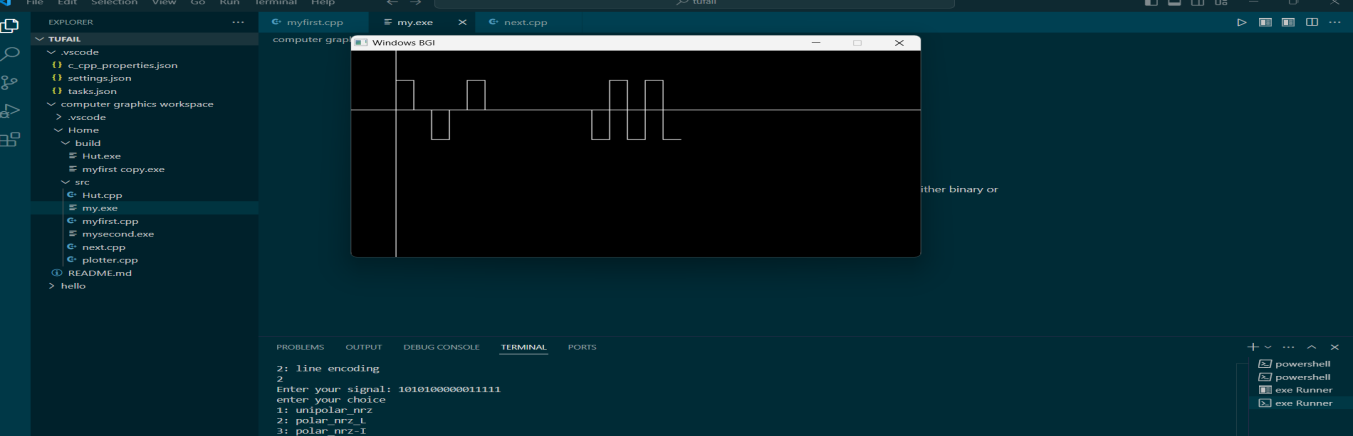 File Edit Selection View Go Run Terminal Help
tufail
EXPLORER
myfirst.cpp
my.exe
next.cpp
TUFAIL
computer grap
Windows BGI
.vscode
c_cpp_properties.json
settings.json
tasks.json
computer graphics workspace
.vscode
Home
build
Hut.exe
myfirst copy.exe
src
Hut.cpp
ither binary or
my.exe
myfirst.cpp
mysecond.exe
next.cpp
plotter.cpp
README.md
hello
PROBLEMS OUTPUT DEBUG CONSOLE TERMINAL PORTS
2: line encoding
2
Enter your signal: 1010100000011111
enter your choice
1: unipolar_nrz
2: polar_nrz_L
3: polar_nrz-I
powershell
powershell
exe Runner
exe Runner